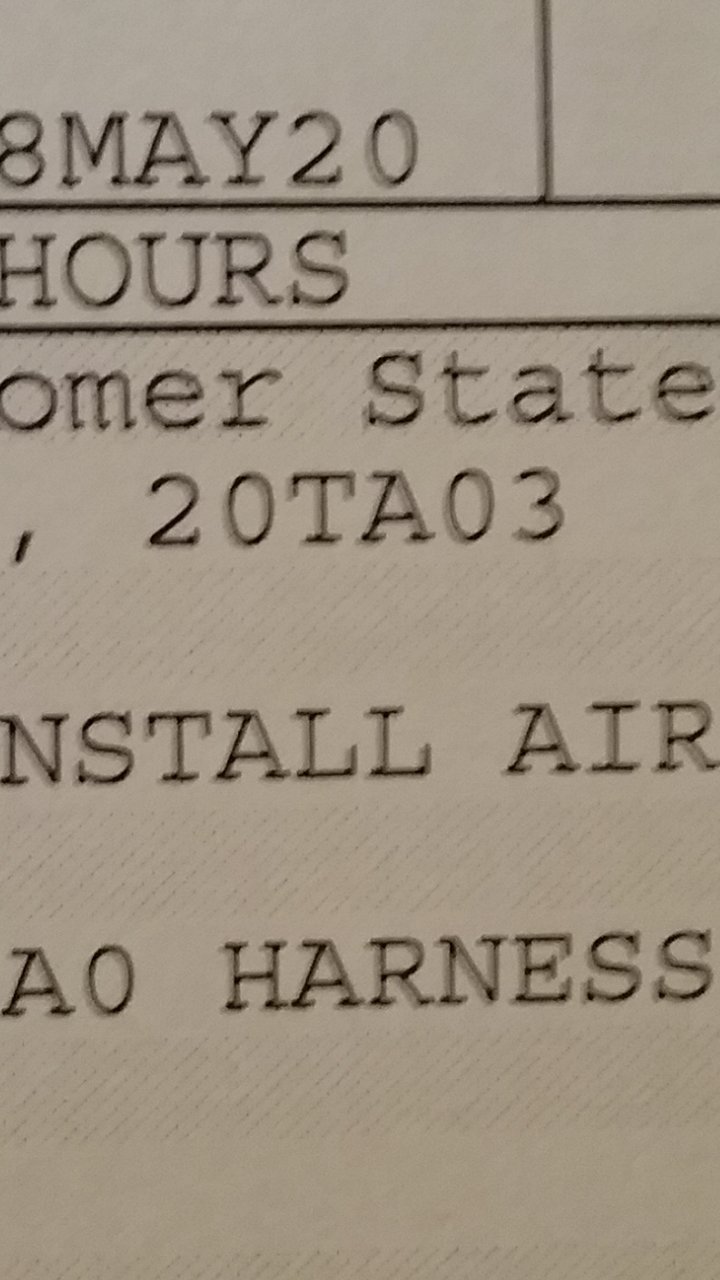 8MAY20
HOURS
omer State
, 20TA03
NSTALL AIR
A0 HARNESS